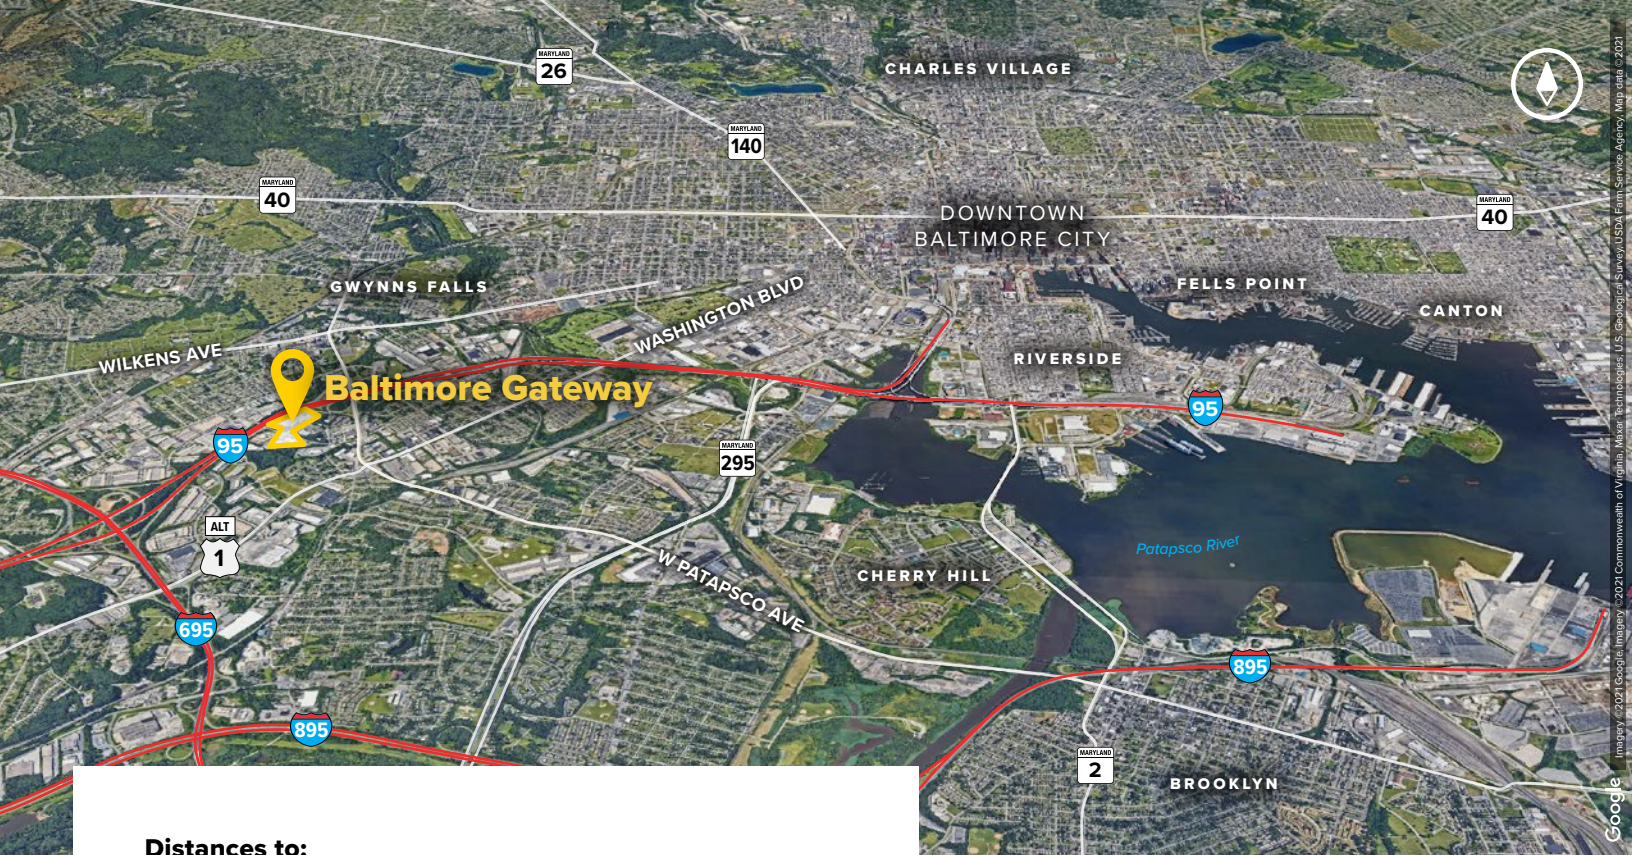 MARYLAND
26
CHARLES VILLAGE
MARYLAND
140
MARYLAND
40
MARYLAND
40
DOWNTOWN
BALTIMORE CITY
GWYNNS FALLS
FELLS POINT
WASHINGTON BLVD
CANTON
WILKENS AVE
RIVERSIDE
Baltimore Gateway
95
95
MARYLAND
295
ALT
1
Patapsco River
W PATAPSCO AVE
CHERRY HILL
695
895
895
MARYLAND
2
BROOKLYN
Distances to:
Imagery ©2021 Google, Imagery ©2021 Commonwealth of Virginia, Maxar Technologies, U.S. Geological Survey, USDA Farm Service Agency, Map data ©2021
Google